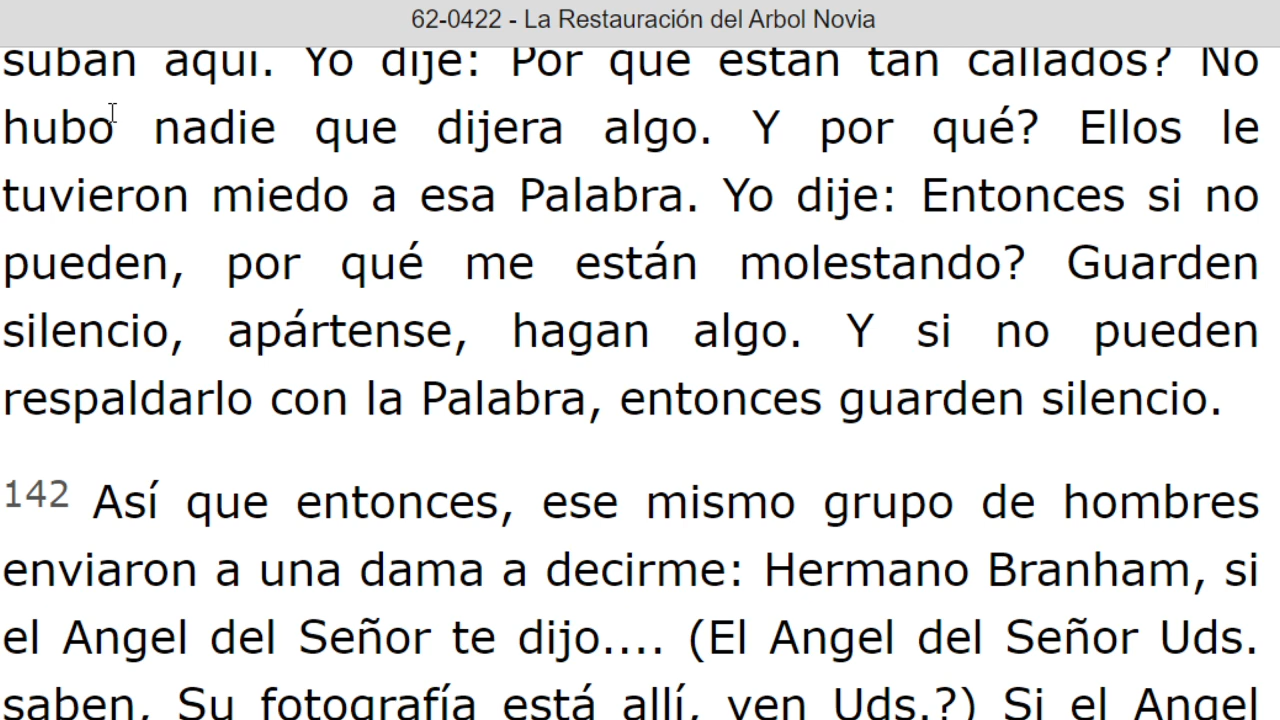 62-0422 - La Restauración del Arbol Novia
suban aquí. Yo dije: Por qué están tan callados? No
hubo nadie que dijera algo. Y por qué? Ellos le
tuvieron miedo a esa Palabra. Yo dije: Entonces si no
pueden, por qué me están molestando? Guarden
silencio, apártense, hagan algo. Y si no pueden
respaldarlo con la Palabra, entonces guarden silencio.
142 Así que entonces, ese mismo grupo de hombres
enviaron a una dama a decirme: Hermano Branham, si
el Angel del Señor te dijo.... (El Angel del Señor Uds.
saben, Su fotografía está allí, ven Uds.?) Si el Angel